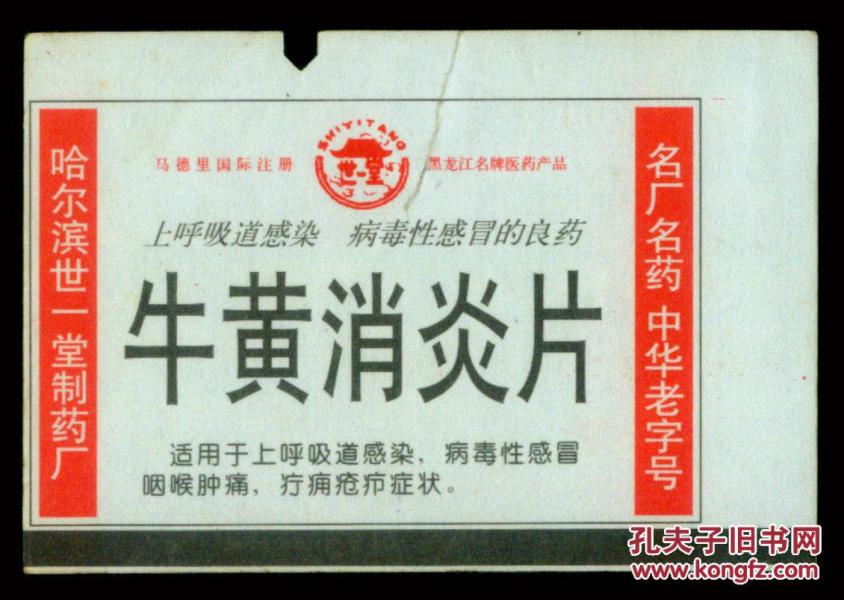 SHIYITANG
世一堂
马德里国际注册
黑龙江名牌医药产品
上呼吸道感染 病毒性感冒的良药
牛黄消炎片
适用于上呼吸道感染，病毒性感冒
咽喉肿痛，疔痈疮疖症状。
哈尔滨世一堂制药厂
名厂名药 中华老字号
孔夫子旧书网
www.kongfz.com